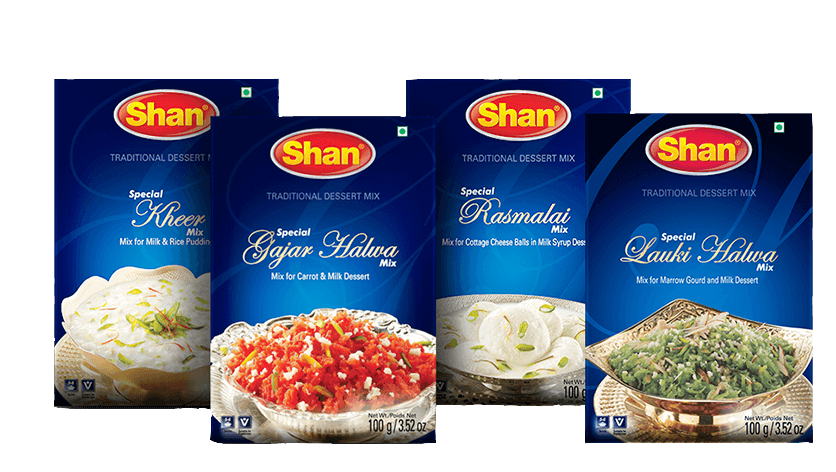 Shan®
TRADITIONAL DESSERT M
Special
Kheer
Mix
Mix for Milk & Rice Pudding
Shan®
TRADITIONAL DESSERT MIX
Special
Gajar Halwa
Mix
Mix for Carrot & Milk Dessert
Net Wt./Poids Net
100 g/3.52 oz
Shan®
TRADITIONAL DESSERT MIX
Special
Rasmalai
Mix
Mix for Cottage Cheese Balls in Milk Syrup Dess
100 g
Shan®
TRADITIONAL DESSERT MIX
Special
Lauki Halwa
Mix
Mix for Marrow Gourd and Milk Dessert
Net Wt./Poids Net
100 g/3.52 oz